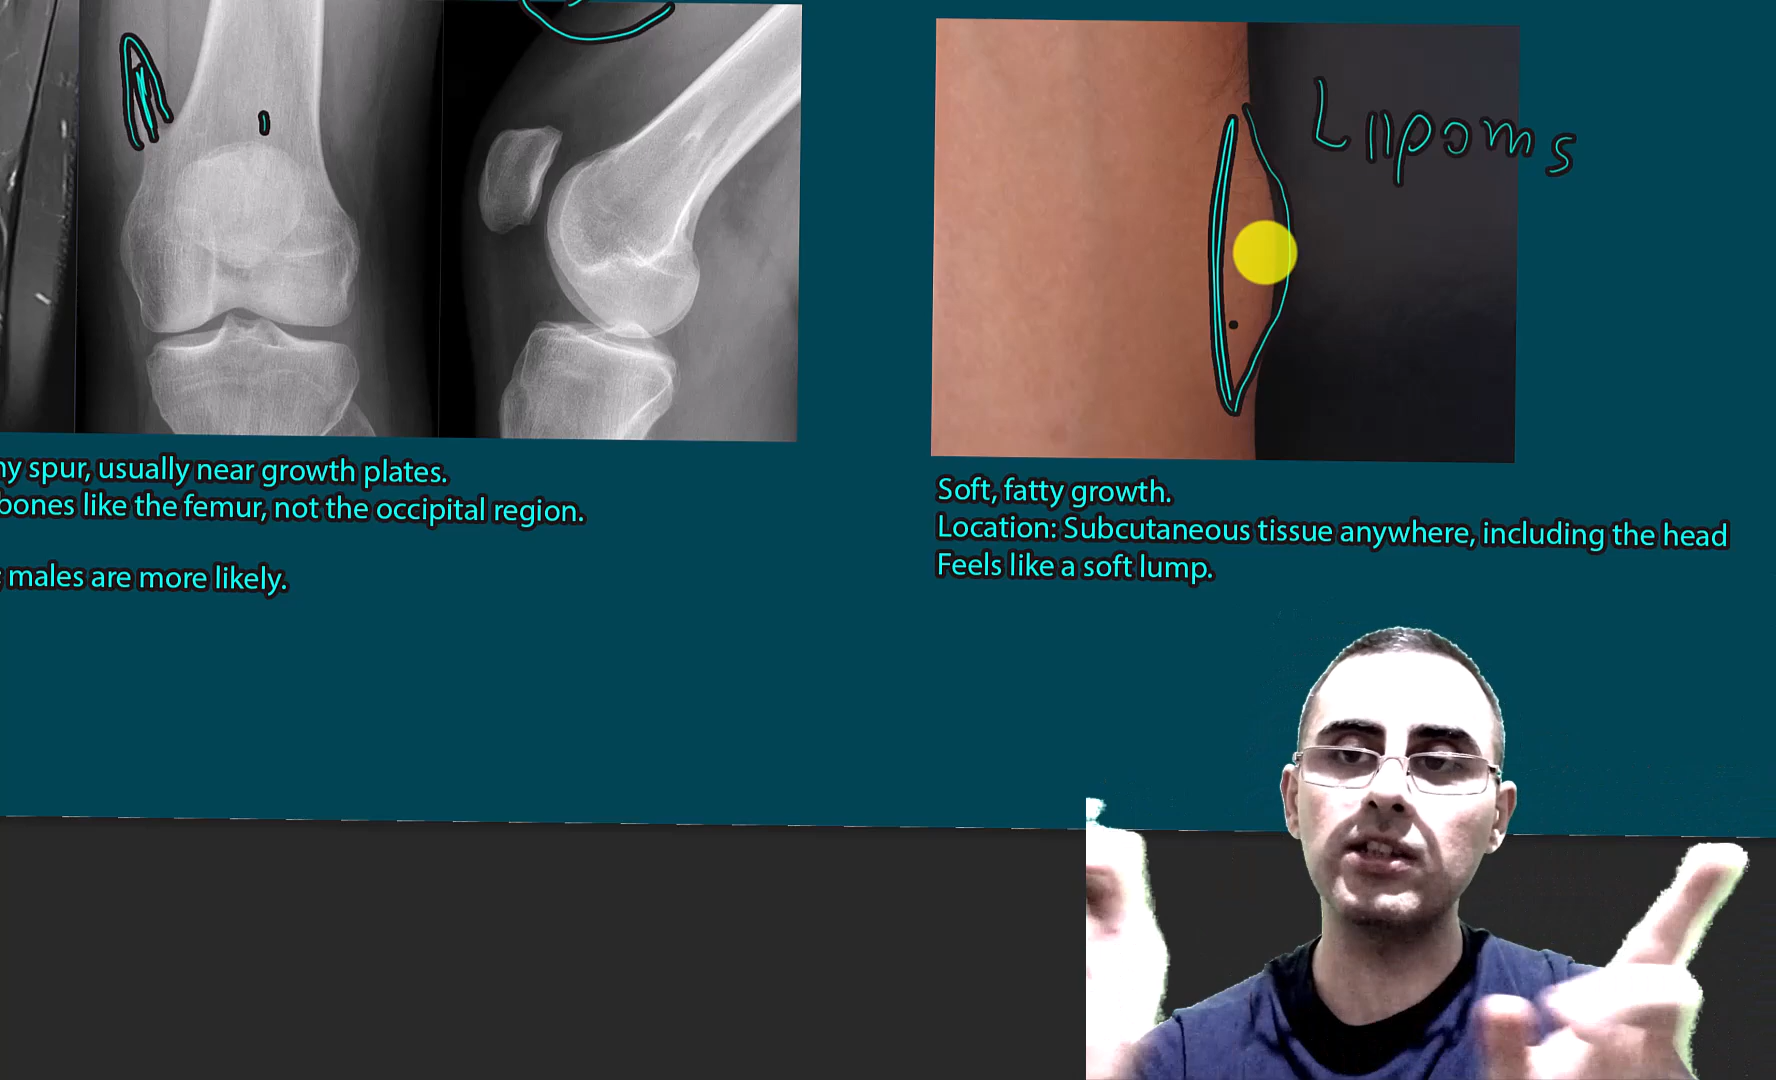 Liipoms
ny spur, usually near growth plates.
bones like the femur, not the occipital region.
males are more likely.
Soft, fatty growth.
Location: Subcutaneous tissue anywhere, including the head
Feels like a soft lump.